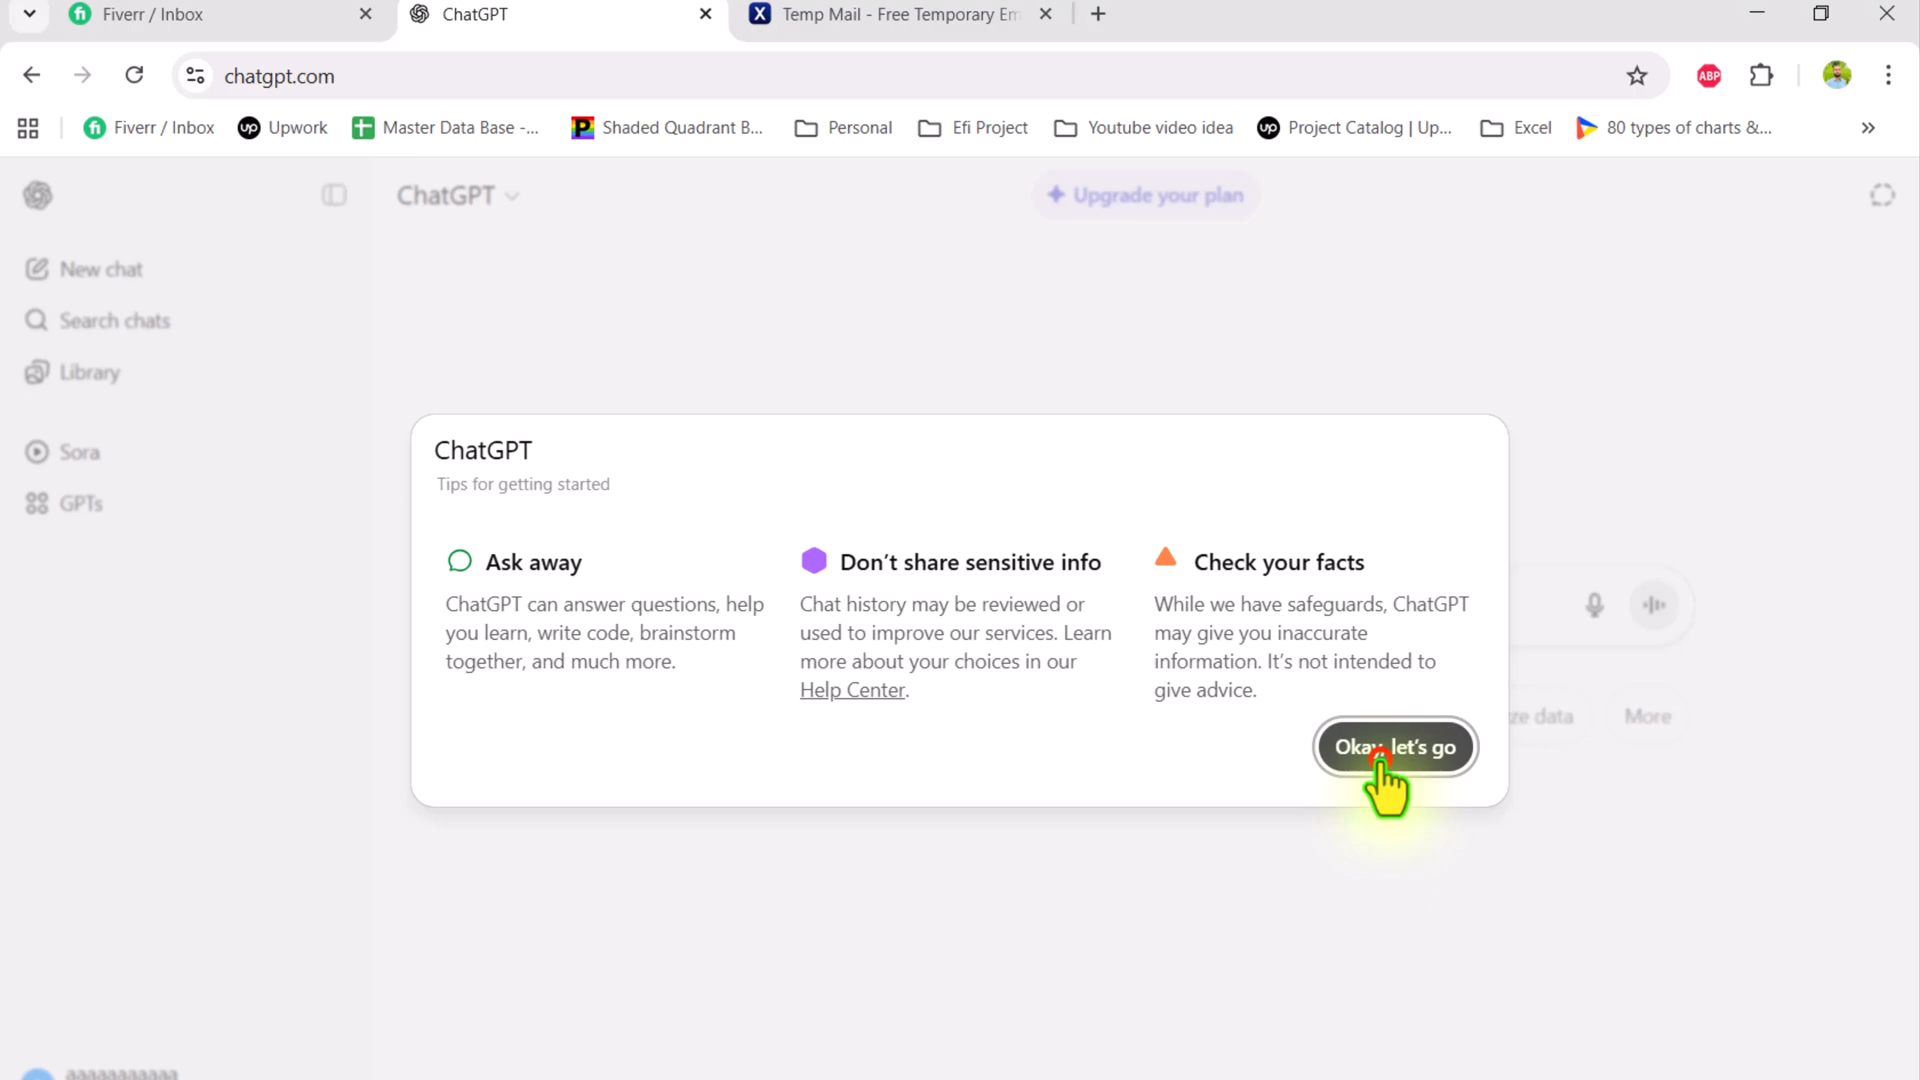 Fiverr / Inbox
ChatGPT
Temp Mail - Free Temporary Em
chatgpt.com
ABP
Fiverr / Inbox
Upwork
Master Data Base -...
Shaded Quadrant B...
Personal
Efi Project
Youtube video idea
Project Catalog | Up...
Excel
80 types of charts &...
ChatGPT
Upgrade your plan
New chat
Search chats
Library
Sora
GPTs
ChatGPT
Tips for getting started
Ask away
ChatGPT can answer questions, help
you learn, write code, brainstorm
together, and much more.
Don't share sensitive info
Chat history may be reviewed or
used to improve our services. Learn
more about your choices in our
Help Center.
Check your facts
While we have safeguards, ChatGPT
may give you inaccurate
information. It's not intended to
give advice.
Okay, let's go
ze data
More